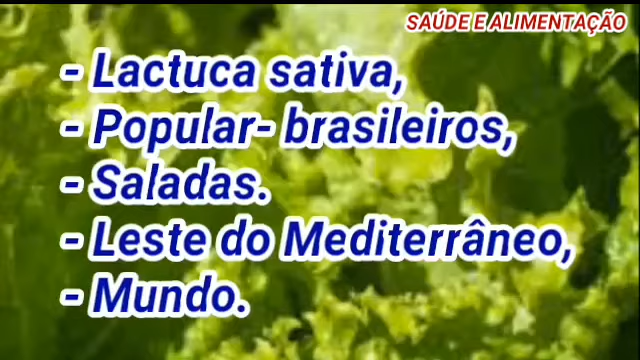 SAÚDE E ALIMENTAÇÃO
- Lactuca sativa,
- Popular- brasileiros,
- Saladas.
- Leste do Mediterrâneo,
- Mundo.